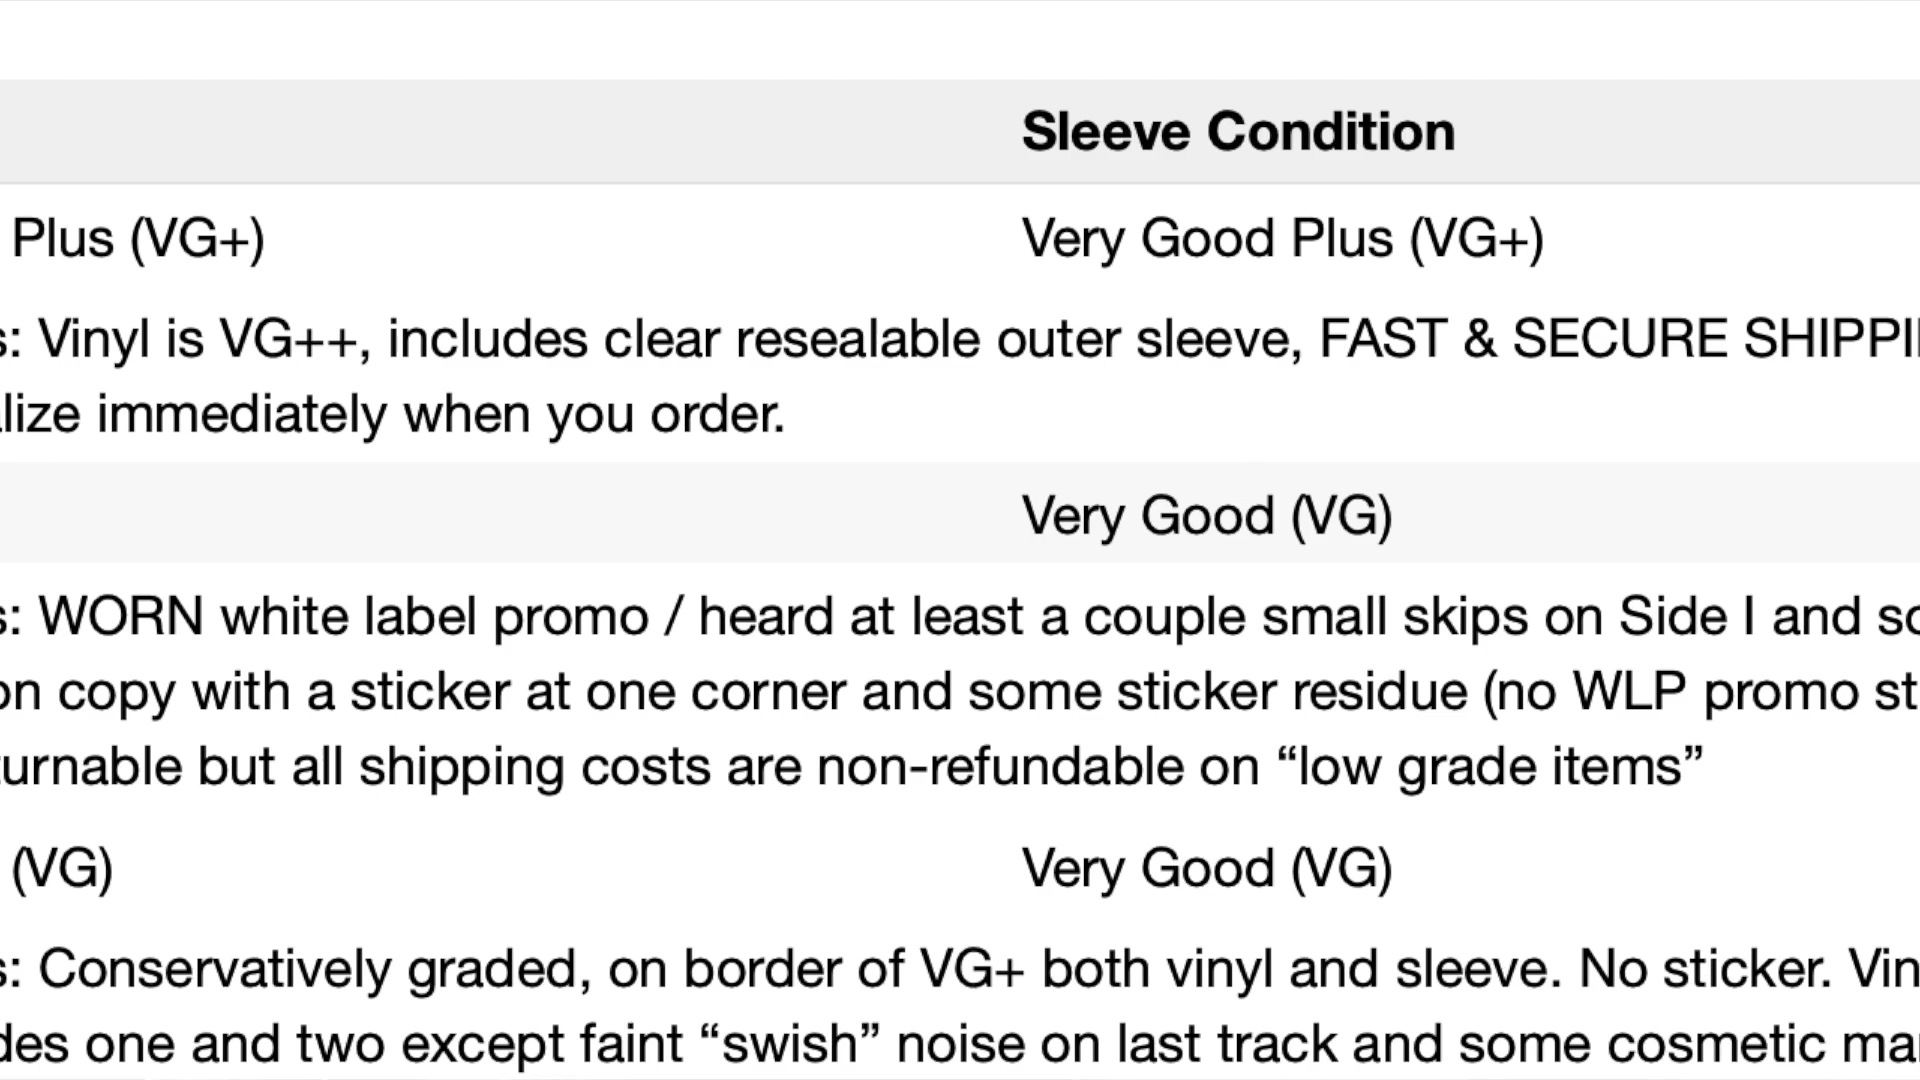 Sleeve Condition
Plus (VG+) Very Good Plus (VG+)
s: Vinyl is VG++, includes clear resealable outer sleeve, FAST & SECURE SHIPPI
lize immediately when you order.
Very Good (VG)
s: WORN white label promo / heard at least a couple small skips on Side I and so
on copy with a sticker at one corner and some sticker residue (no WLP promo st
turnable but all shipping costs are non-refundable on “low grade items”
(VG) Very Good (VG)
s: Conservatively graded, on border of VG+ both vinyl and sleeve. No sticker. Vin
des one and two except faint “swish” noise on last track and some cosmetic mar